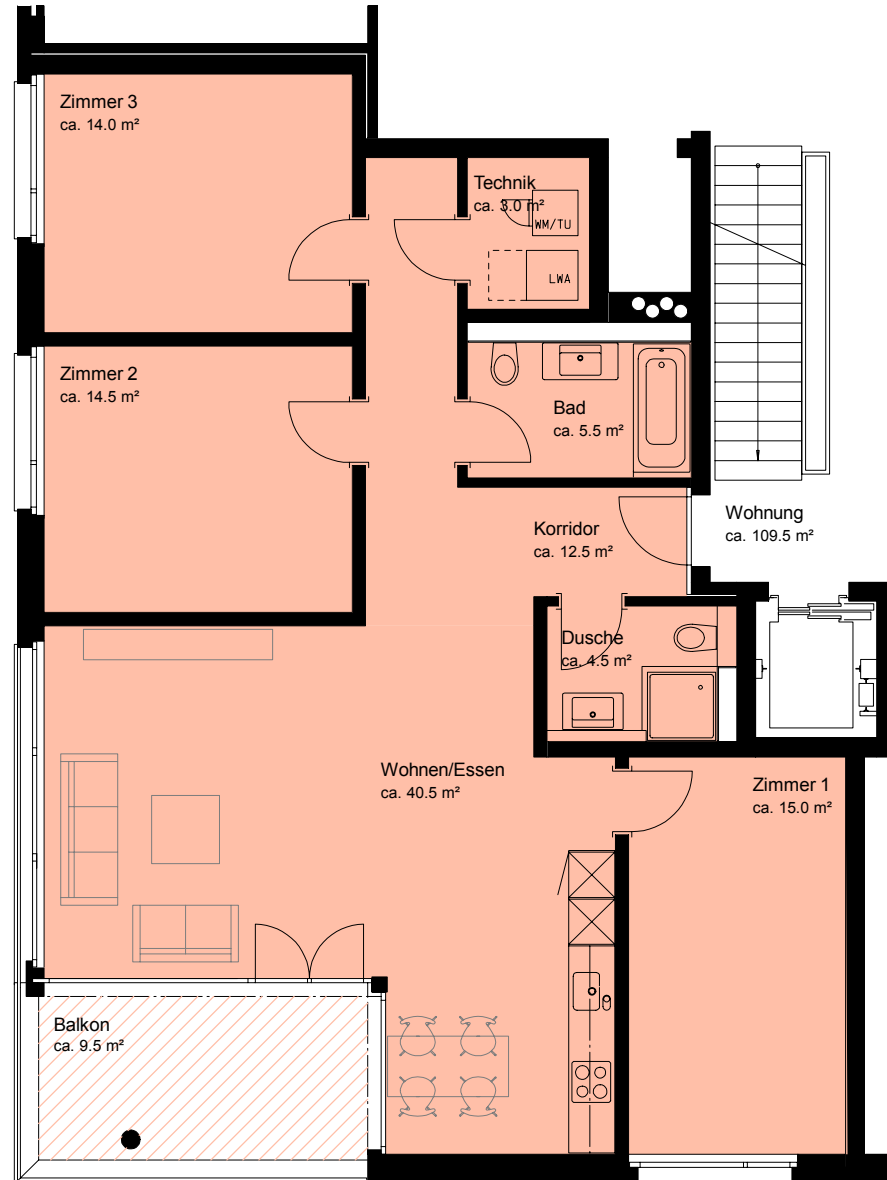 Zimmer 3
ca. 14.0 m²
Technik
ca. 3.0 m²
WM/TU
LWA
Zimmer 2
ca. 14.5 m²
Bad
ca. 5.5 m²
Wohnung
ca. 109.5 m²
Korridor
ca. 12.5 m²
Dusche
ca. 4.5 m²
Wohnen/Essen
ca. 40.5 m²
Zimmer 1
ca. 15.0 m²
Balkon
ca. 9.5 m²